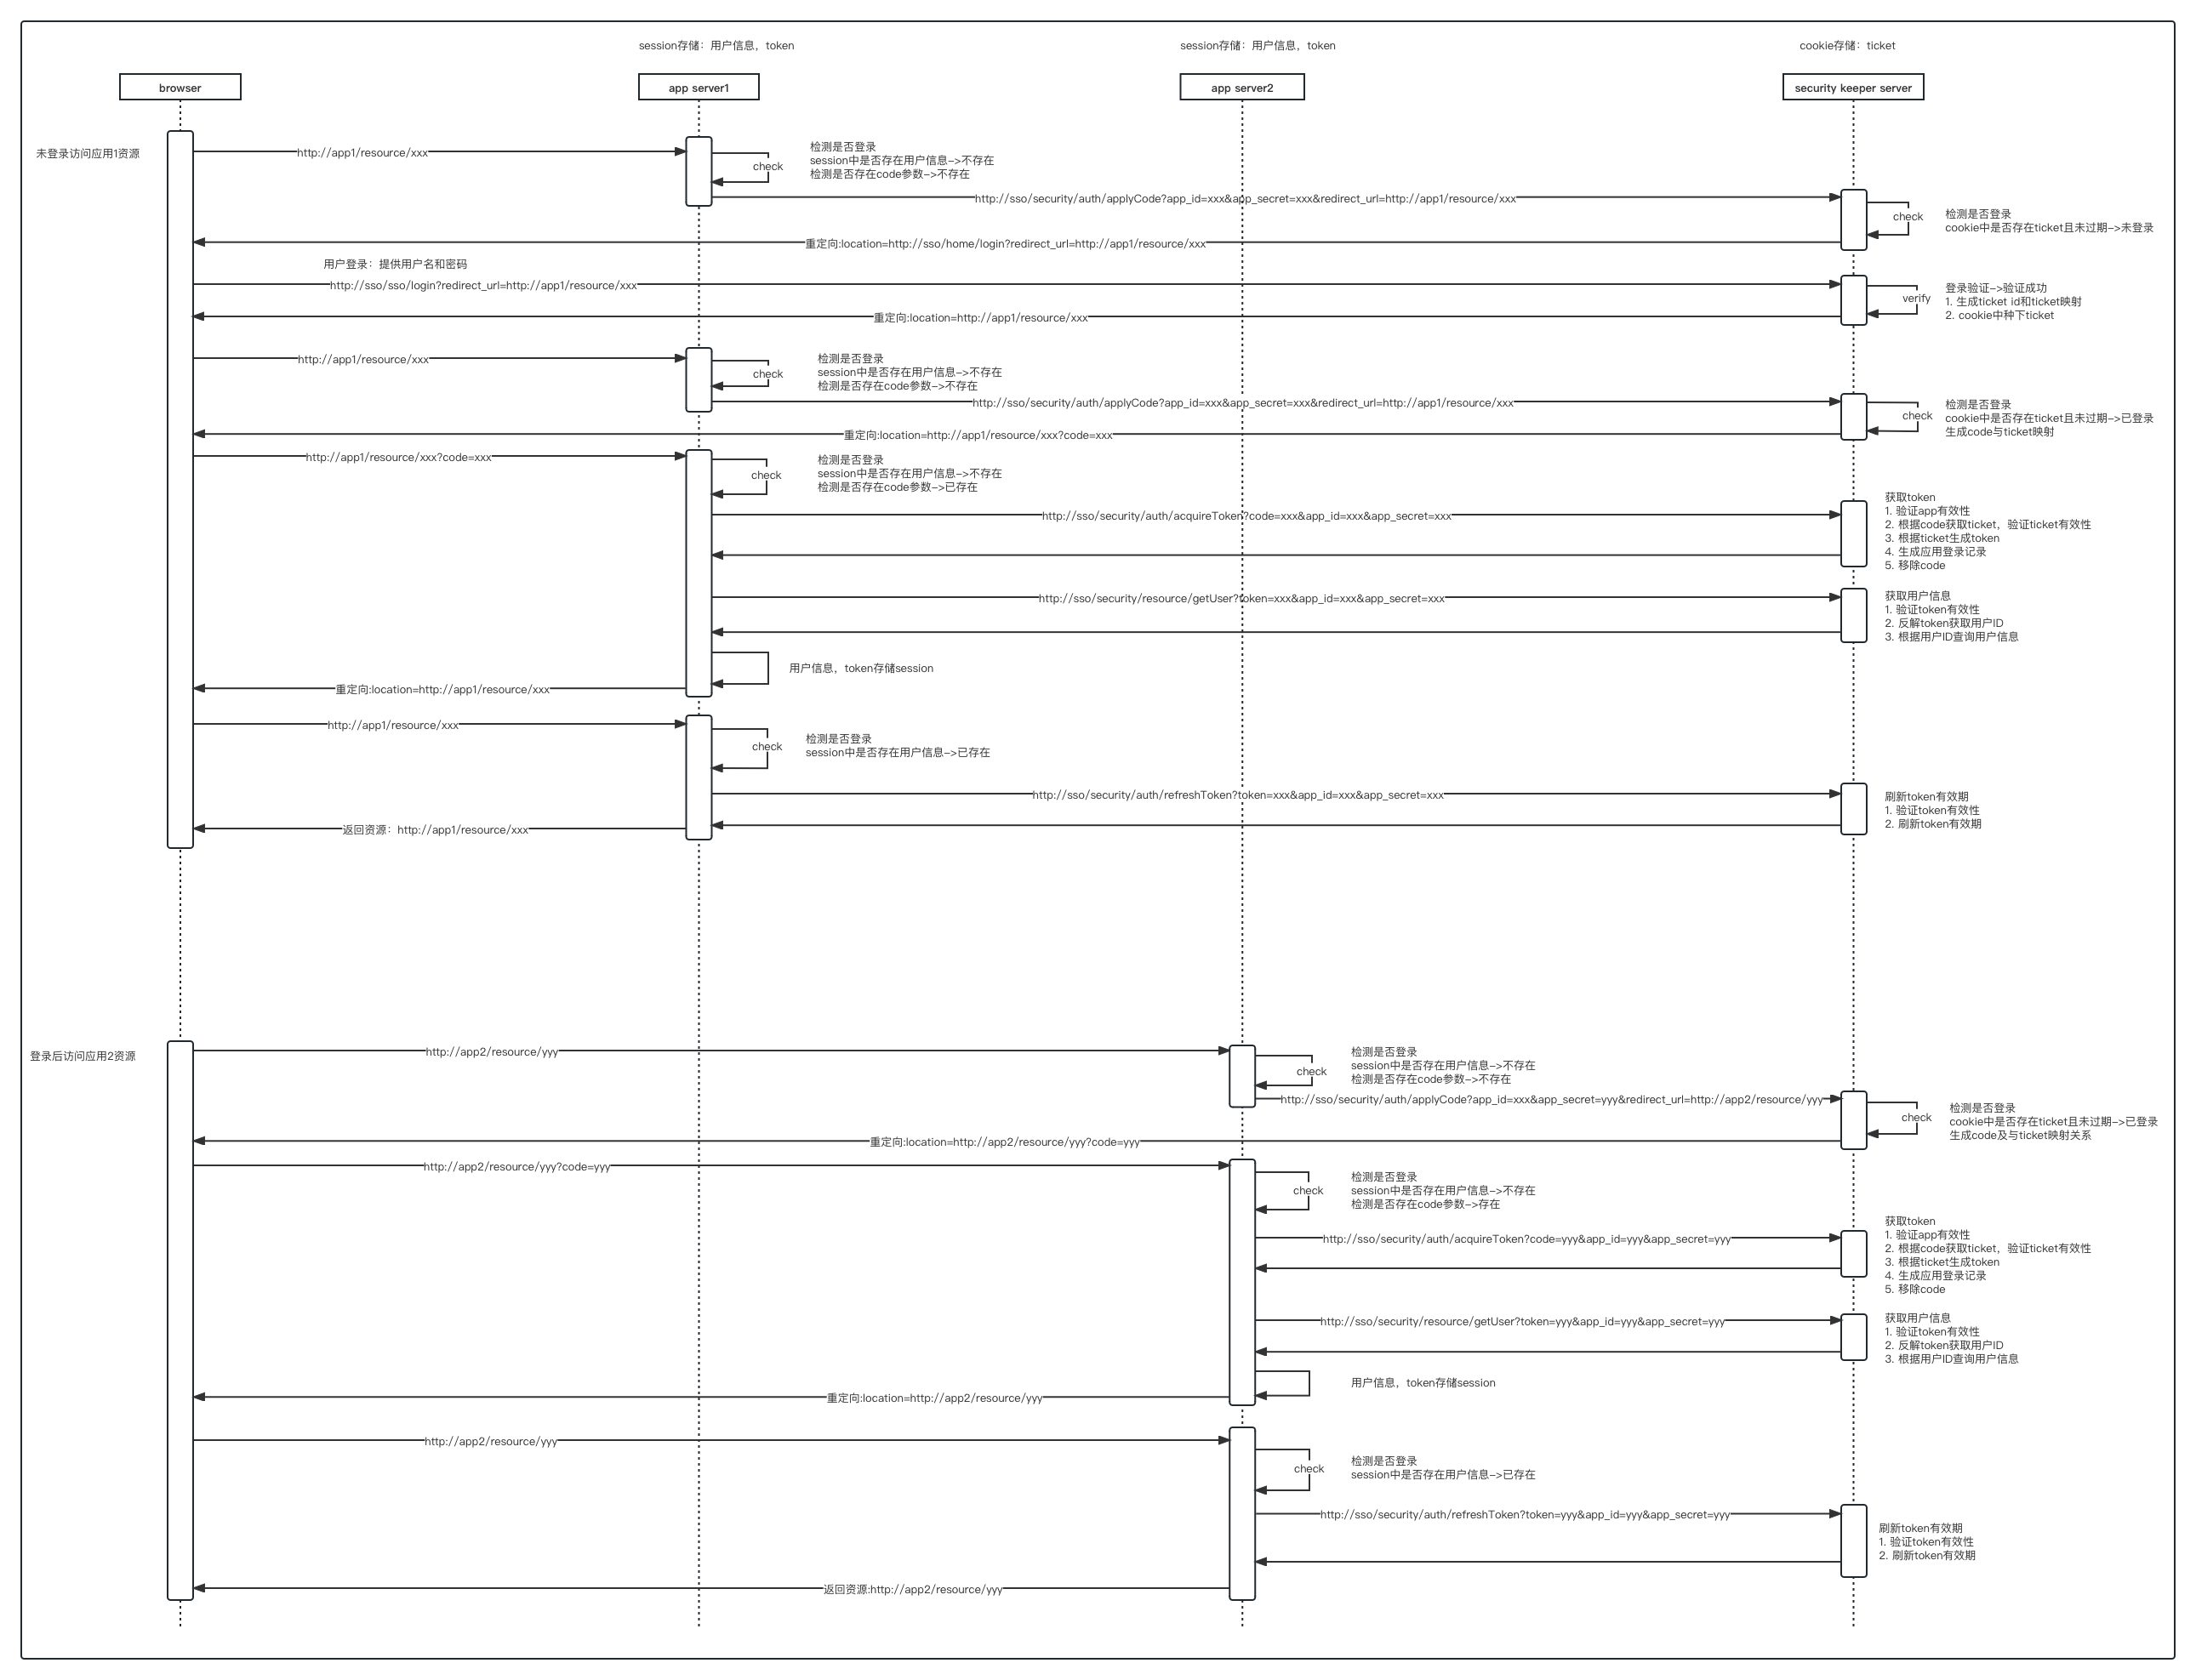 session存储：用户信息，token
session存储：用户信息，token
cookie存储：ticket
browser
app server1
app server2
security keeper server
未登录访问应用1资源
http://app1/resource/xxx
check
检测是否登录
session中是否存在用户信息->不存在
检测是否存在code参数->不存在
http://sso/security/auth/applyCode?app_id=xxx&app_secret=xxx&redirect_url=http://app1/resource/xxx
check
检测是否登录
cookie中是否存在ticket且未过期->未登录
重定向:location=http://sso/home/login?redirect_url=http://app1/resource/xxx
用户登录：提供用户名和密码
http://sso/sso/login?redirect_url=http://app1/resource/xxx
verify
登录验证->验证成功
1. 生成ticket id和ticket映射
2. cookie中种下ticket
重定向:location=http://app1/resource/xxx
http://app1/resource/xxx
check
检测是否登录
session中是否存在用户信息->不存在
检测是否存在code参数->不存在
http://sso/security/auth/applyCode?app_id=xxx&app_secret=xxx&redirect_url=http://app1/resource/xxx
check
检测是否登录
cookie中是否存在ticket且未过期->已登录
生成code与ticket映射
重定向:location=http://app1/resource/xxx?code=xxx
http://app1/resource/xxx?code=xxx
check
检测是否登录
session中是否存在用户信息->不存在
检测是否存在code参数->已存在
http://sso/security/auth/acquireToken?code=xxx&app_id=xxx&app_secret=xxx
获取token
1. 验证app有效性
2. 根据code获取ticket，验证ticket有效性
3. 根据ticket生成token
4. 生成应用登录记录
5. 移除code
http://sso/security/resource/getUser?token=xxx&app_id=xxx&app_secret=xxx
获取用户信息
1. 验证token有效性
2. 反解token获取用户ID
3. 根据用户ID查询用户信息
用户信息，token存储session
重定向:location=http://app1/resource/xxx
http://app1/resource/xxx
check
检测是否登录
session中是否存在用户信息->已存在
http://sso/security/auth/refreshToken?token=xxx&app_id=xxx&app_secret=xxx
刷新token有效期
1. 验证token有效性
2. 刷新token有效期
返回资源：http://app1/resource/xxx
登录后访问应用2资源
http://app2/resource/yyy
check
检测是否登录
session中是否存在用户信息->不存在
检测是否存在code参数->不存在
http://sso/security/auth/applyCode?app_id=xxx&app_secret=yyy&redirect_url=http://app2/resource/yyy
check
检测是否登录
cookie中是否存在ticket且未过期->已登录
生成code及与ticket映射关系
重定向:location=http://app2/resource/yyy?code=yyy
http://app2/resource/yyy?code=yyy
check
检测是否登录
session中是否存在用户信息->不存在
检测是否存在code参数->存在
http://sso/security/auth/acquireToken?code=yyy&app_id=yyy&app_secret=yyy
获取token
1. 验证app有效性
2. 根据code获取ticket，验证ticket有效性
3. 根据ticket生成token
4. 生成应用登录记录
5. 移除code
http://sso/security/resource/getUser?token=yyy&app_id=yyy&app_secret=yyy
获取用户信息
1. 验证token有效性
2. 反解token获取用户ID
3. 根据用户ID查询用户信息
用户信息，token存储session
重定向:location=http://app2/resource/yyy
http://app2/resource/yyy
check
检测是否登录
session中是否存在用户信息->已存在
http://sso/security/auth/refreshToken?token=yyy&app_id=yyy&app_secret=yyy
刷新token有效期
1. 验证token有效性
2. 刷新token有效期
返回资源:http://app2/resource/yyy